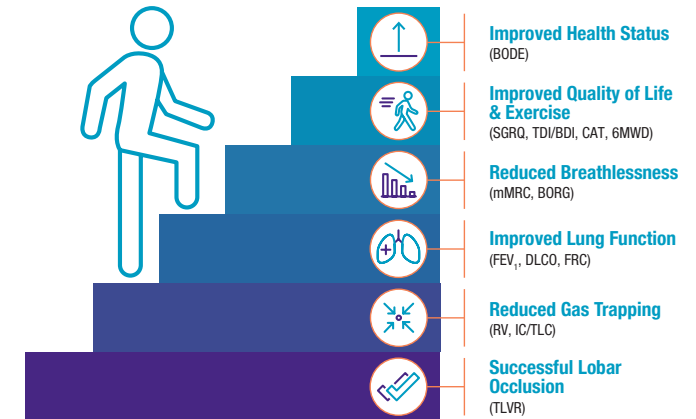 Improved Health Status
(BODE)
Improved Quality of Life
& Exercise
(SGRQ, TDI/BDI, CAT, 6MWD)
Reduced Breathlessness
(mMRC, BORG)
Improved Lung Function
(FEV₁, DLCO, FRC)
Reduced Gas Trapping
(RV, IC/TLC)
Successful Lobar
Occlusion
(TLVR)